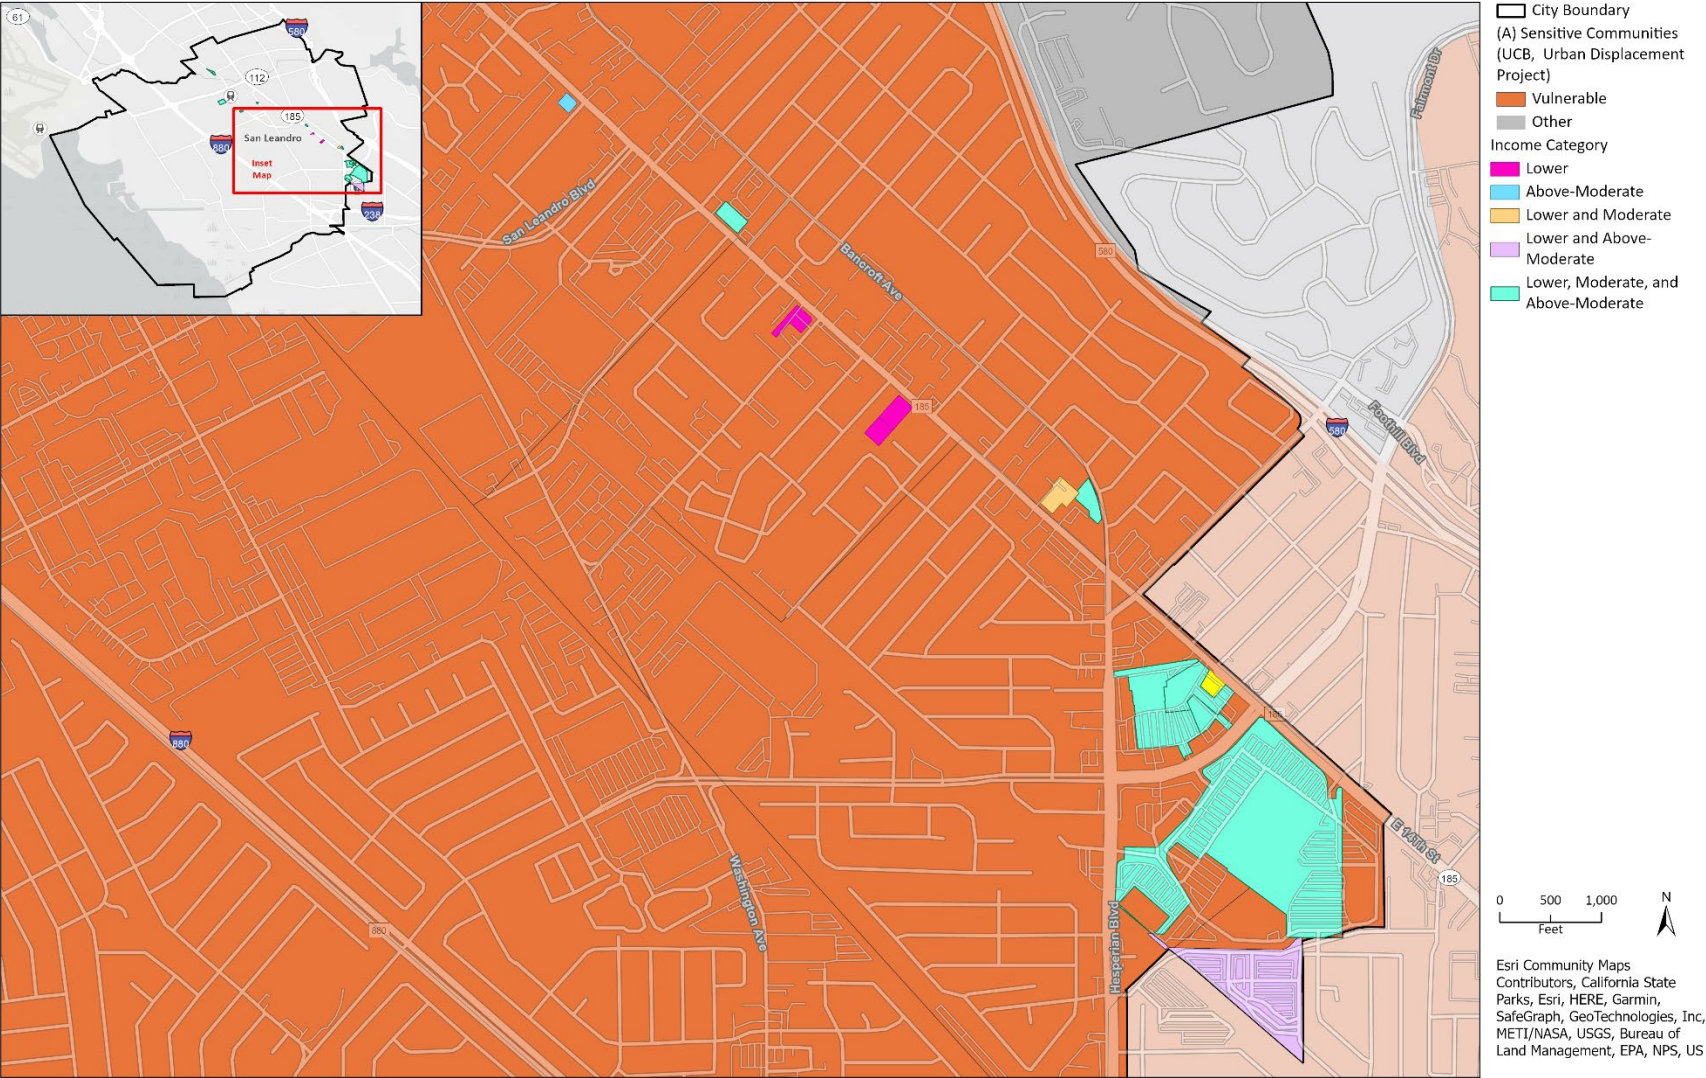 61
580
112
185
San Leandro
880
Inset
Map
238
San Leandro Blvd
Bancroft Ave
580
Fairmont Dr
185
580
Foothill Blvd
880
185
880
Washington Ave
Hesperian Blvd
E 14Th St
185
City Boundary
(A) Sensitive Communities
(UCB, Urban Displacement
Project)
Vulnerable
Other
Income Category
Lower
Above-Moderate
Lower and Moderate
Lower and Above-
Moderate
Lower, Moderate, and
Above-Moderate
0 500 1,000
Feet
N
Esri Community Maps
Contributors, California State
Parks, Esri, HERE, Garmin,
SafeGraph, GeoTechnologies, Inc,
METI/NASA, USGS, Bureau of
Land Management, EPA, NPS, US